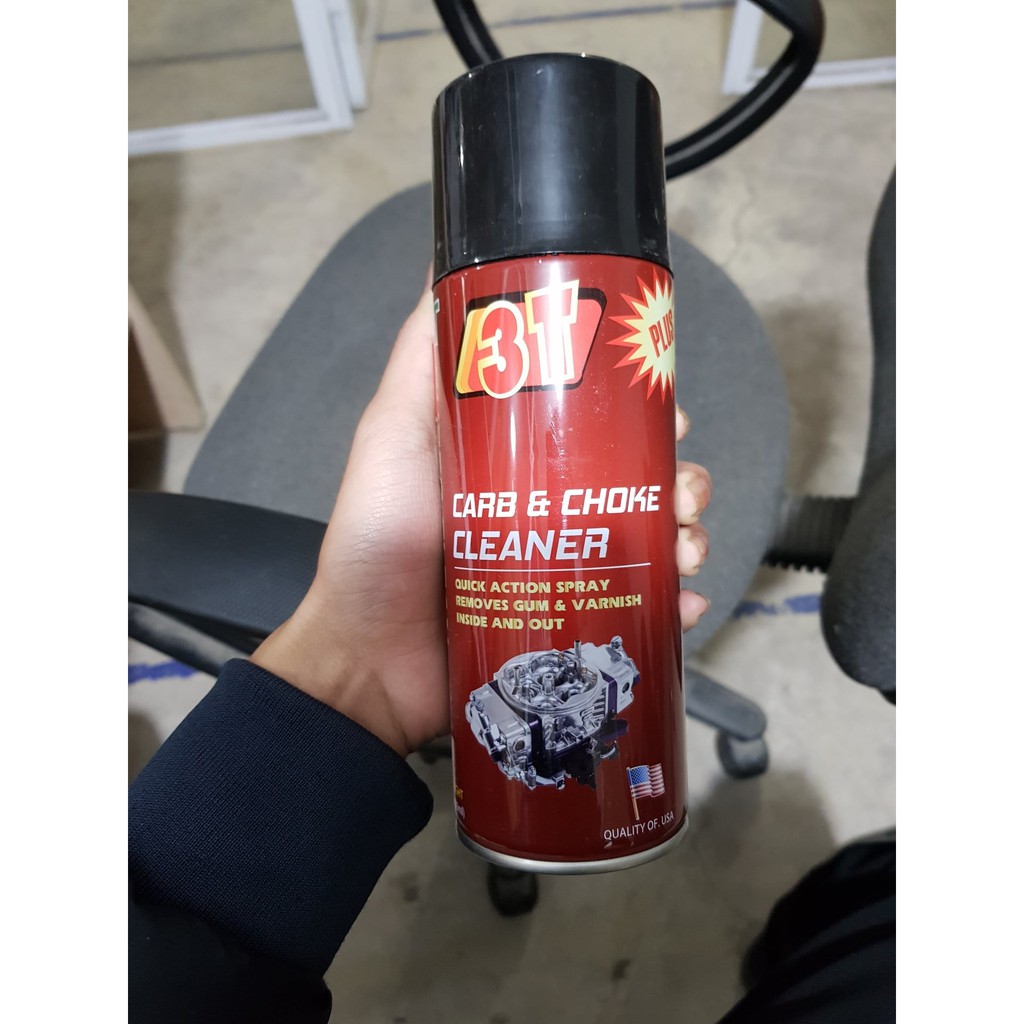 3T
PLUS
CARB & CHOKE
CLEANER
QUICK ACTION SPRAY
REMOVES GUM & VARNISH
INSIDE AND OUT
QUALITY OF. USA